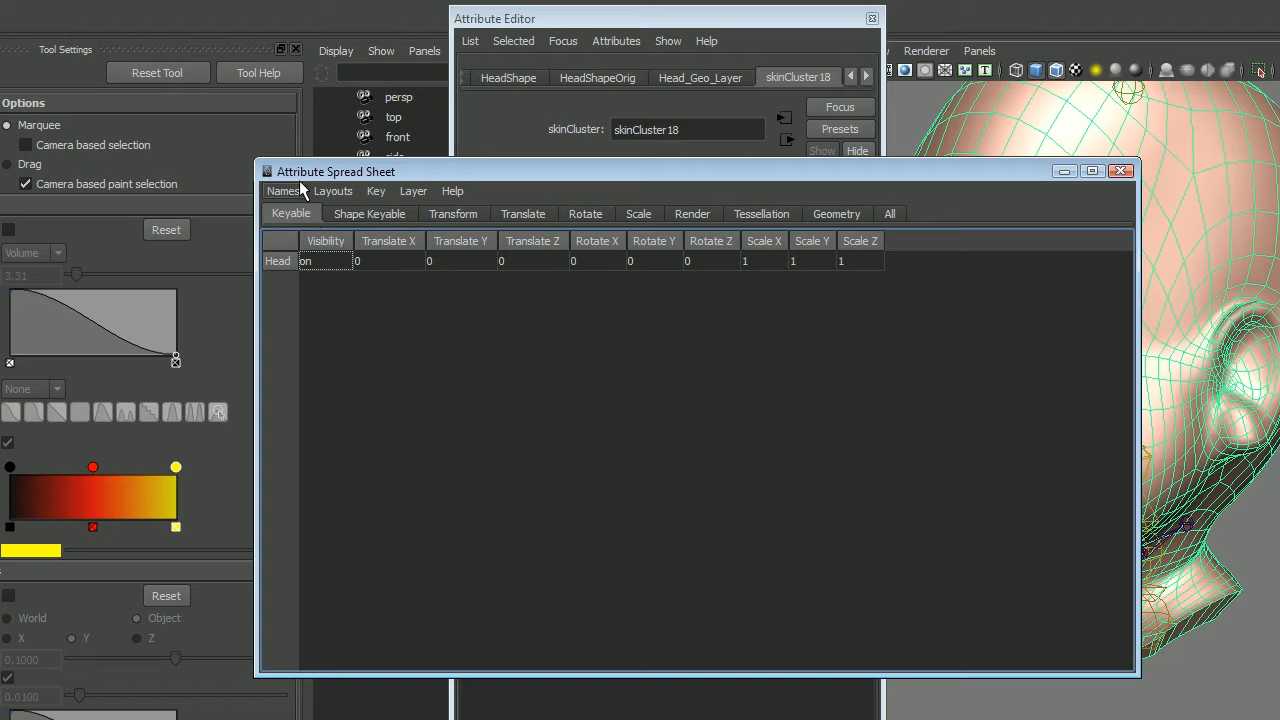 Attribute Editor
List Selected Focus Attributes Show Help
Tool Settings
Display Show Panels
Renderer Panels
Reset Tool Tool Help
HeadShape HeadShapeOrig Head_Geo_Layer skinCluster18
persp
top
front
Options
Marquee
Camera based selection
Drag
Camera based paint selection
Focus
skinCluster: skinCluster18
Presets
Show Hide
Attribute Spread Sheet
Names Layouts Key Layer Help
Keyable Shape Keyable Transform Translate Rotate Scale Render Tessellation Geometry All
Visibility Translate X Translate Y Translate Z Rotate X Rotate Y Rotate Z Scale X Scale Y Scale Z
Head on 0 0 0 0 0 0 1 1 1
Reset
Volume
3.31
None
Reset
World Object
X Y Z
0.1000
0.0100